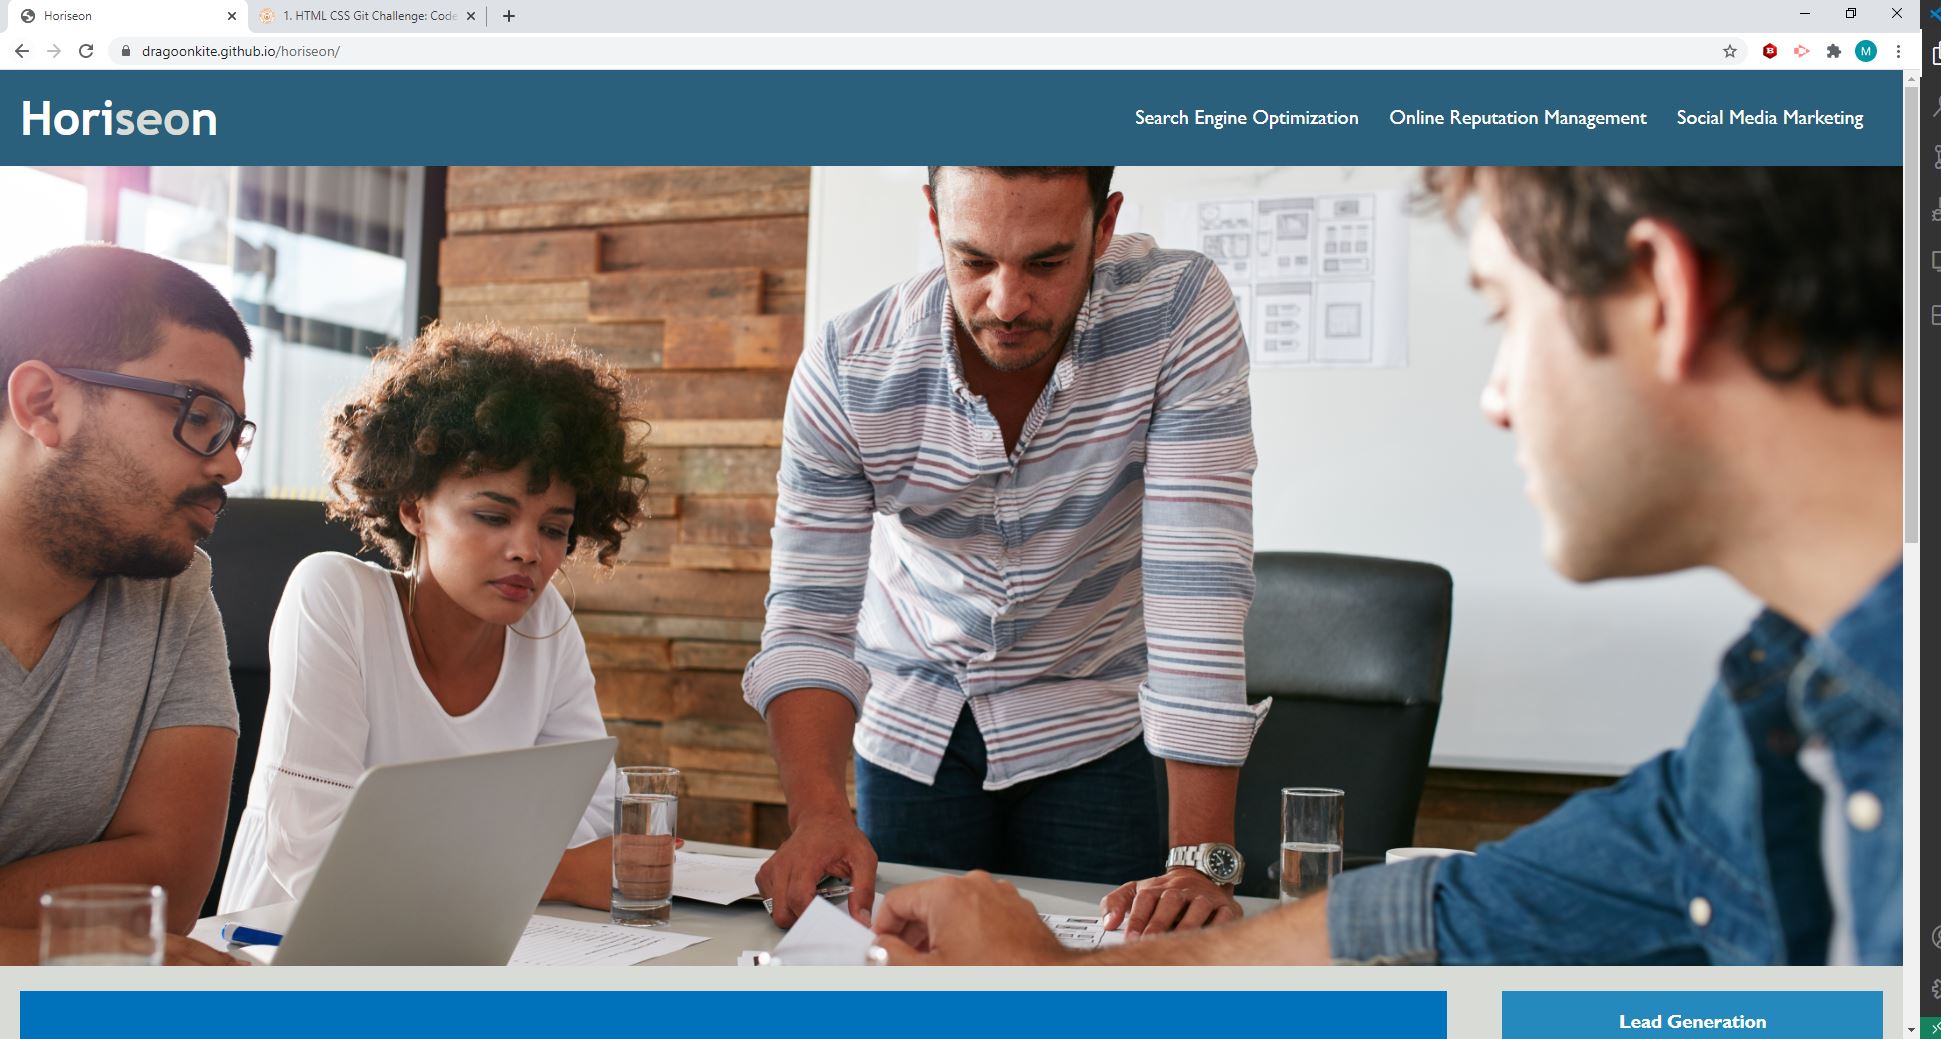 Horiseon
1. HTML CSS Git Challenge: Code
dragoonkite.github.io/horiseon/
M
Horiseon
Search Engine Optimization
Online Reputation Management
Social Media Marketing
Lead Generation